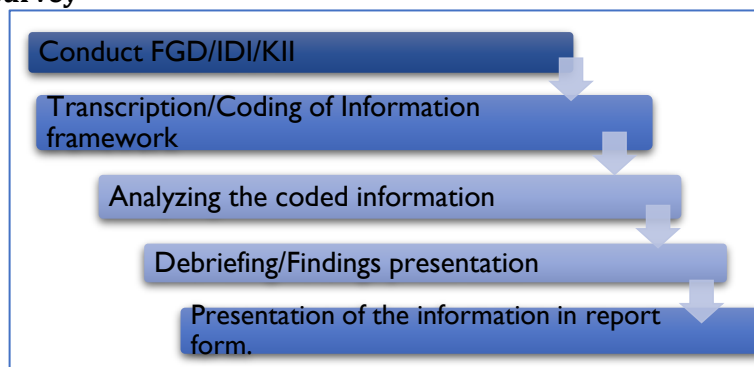 Conduct FGD/IDI/KII
Transcription/Coding of Information
framework
Analyzing the coded information
Debriefing/Findings presentation
Presentation of the information in report
form.